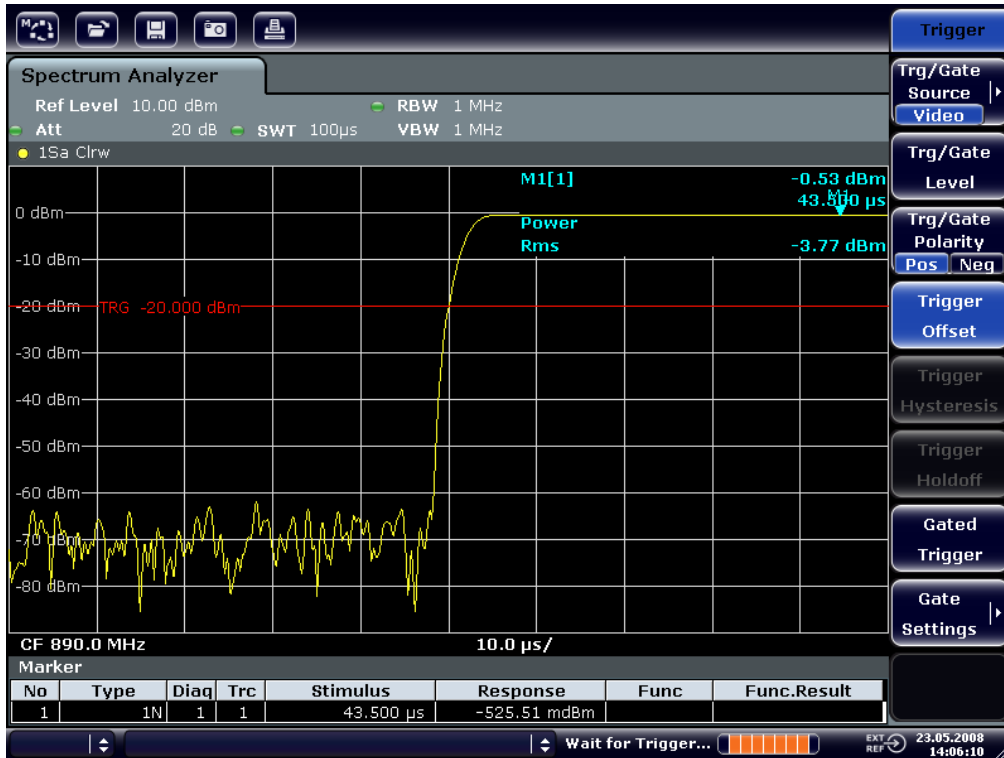 Trigger
Spectrum Analyzer
Ref Level 10.00 dBm RBW 1 MHz
Att 20 dB SWT 100µs VBW 1 MHz
1Sa Clrw
M1[1] -0.53 dBm
43.500 µs
M1
Power
Rms -3.77 dBm
0 dBm
-10 dBm
-20 dBm
TRG -20.000 dBm
-30 dBm
-40 dBm
-50 dBm
-60 dBm
-70 dBm
-80 dBm
CF 890.0 MHz 10.0 µs/
Marker
No Type Diag Trc Stimulus Response Func Func.Result
1 1N 1 1 43.500 µs -525.51 mdBm
Wait for Trigger...
EXT REF
23.05.2008
14:06:10
Trg/Gate
Source
Video
Trg/Gate
Level
Trg/Gate
Polarity
Pos Neg
Trigger
Offset
Trigger
Hysteresis
Trigger
Holdoff
Gated
Trigger
Gate
Settings